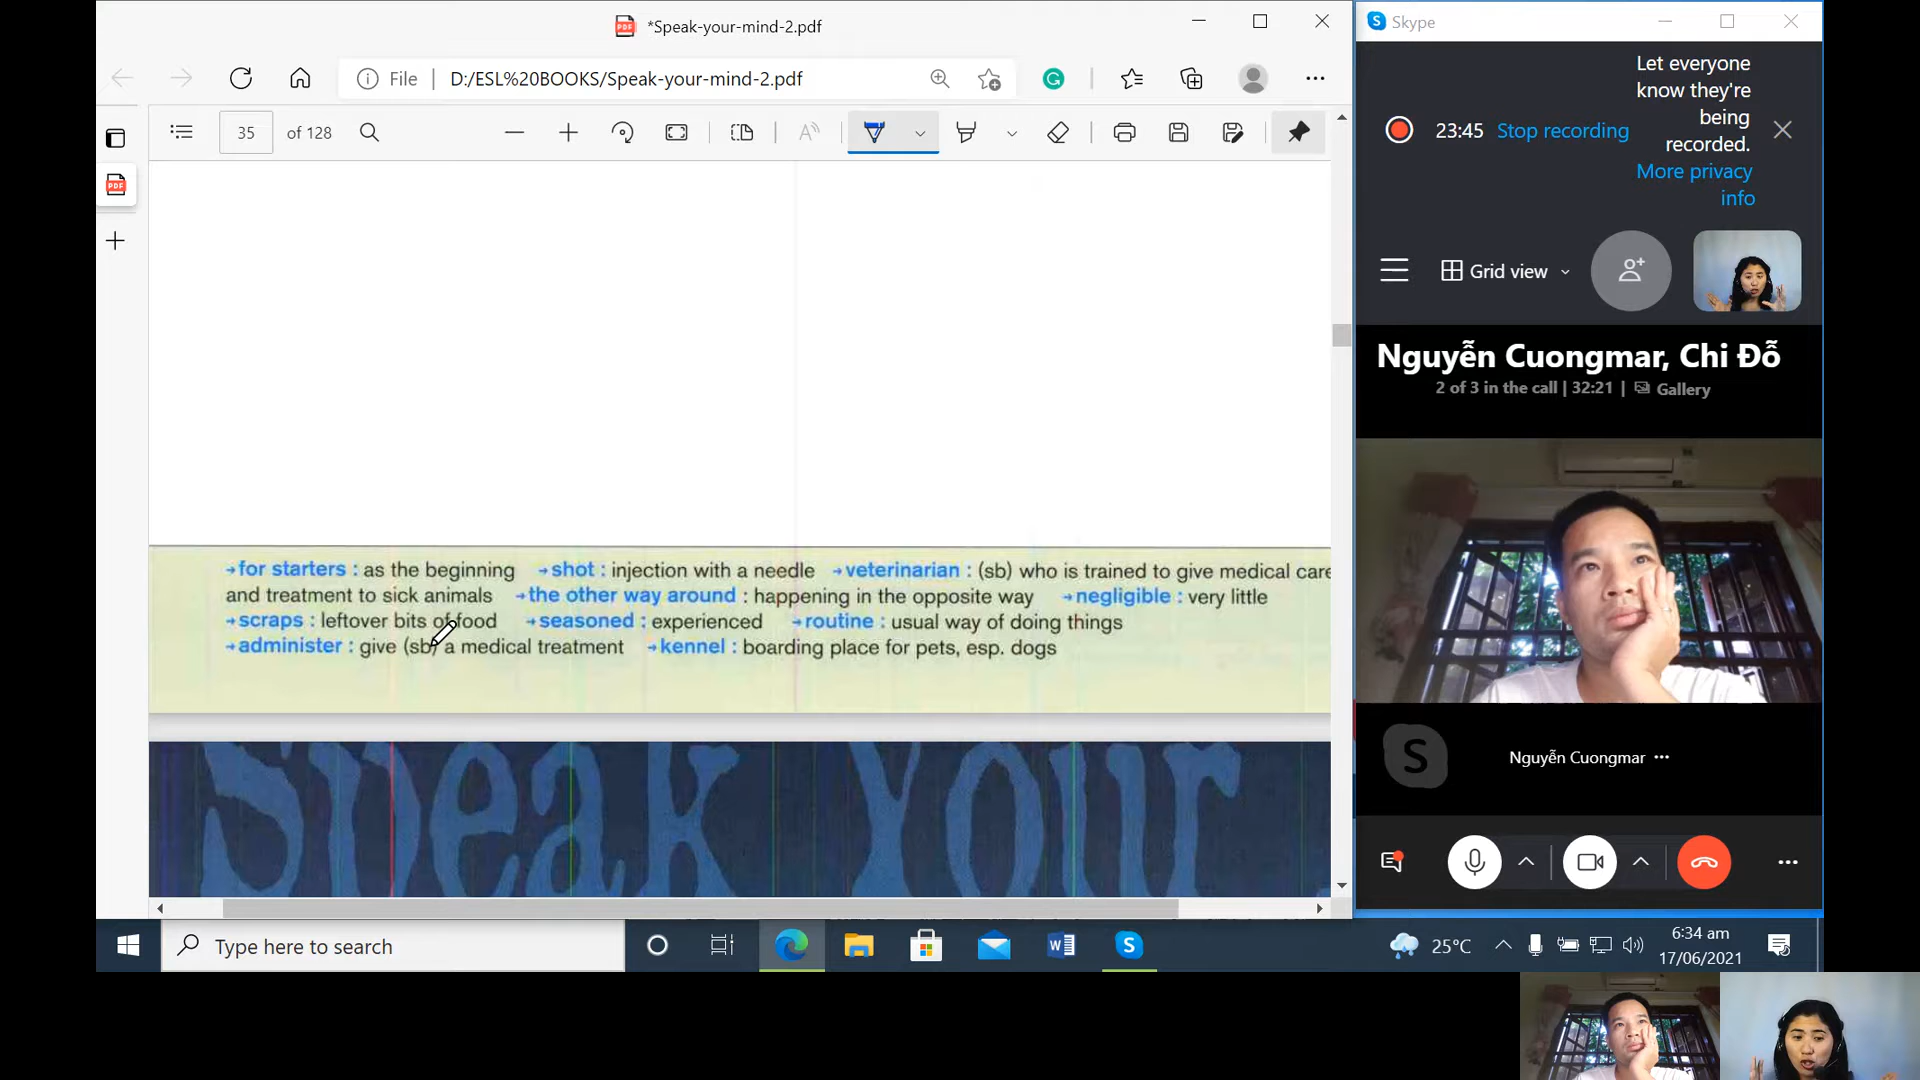 *Speak-your-mind-2.pdf
File
D:/ESL%20BOOKS/Speak-your-mind-2.pdf
35 of 128
→for starters : as the beginning →shot : injection with a needle →veterinarian : (sb) who is trained to give medical care
and treatment to sick animals →the other way around : happening in the opposite way →negligible : very little
→scraps : leftover bits of food →seasoned : experienced →routine : usual way of doing things
→administer : give (sb) a medical treatment →kennel : boarding place for pets, esp. dogs
Speak Your
Type here to search
Skype
23:45 Stop recording
Let everyone
know they're
being
recorded.
More privacy
info
Grid view
Nguyễn Cuongmar, Chi Đỗ
2 of 3 in the call | 32:21 | Gallery
S
Nguyễn Cuongmar
25°C
6:34 am
17/06/2021